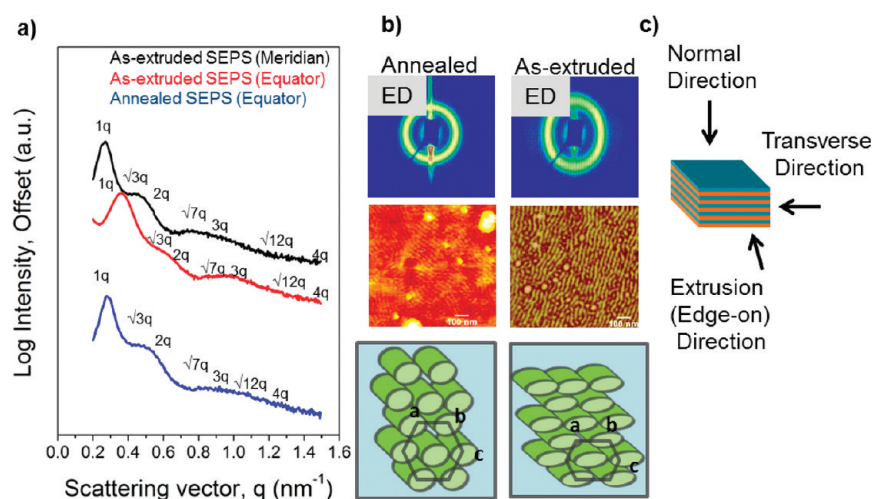 a)
As-extruded SEPS (Meridian)
As-extruded SEPS (Equator)
Annealed SEPS (Equator)
1q
√3q
1q
2q
√7q
3q
√12q
4q
√3q
2q
√7q
3q
√12q
4q
1q
√3q
2q
√7q
3q
√12q
4q
Log Intensity, Offset (a.u.)
0.0 0.2 0.4 0.6 0.8 1.0 1.2 1.4 1.6
Scattering vector, q (nm⁻¹)
b)
Annealed
As-extruded
ED
ED
100 nm
100 nm
a
b
c
a
b
c
c)
Normal
Direction
Transverse
Direction
Extrusion
(Edge-on)
Direction